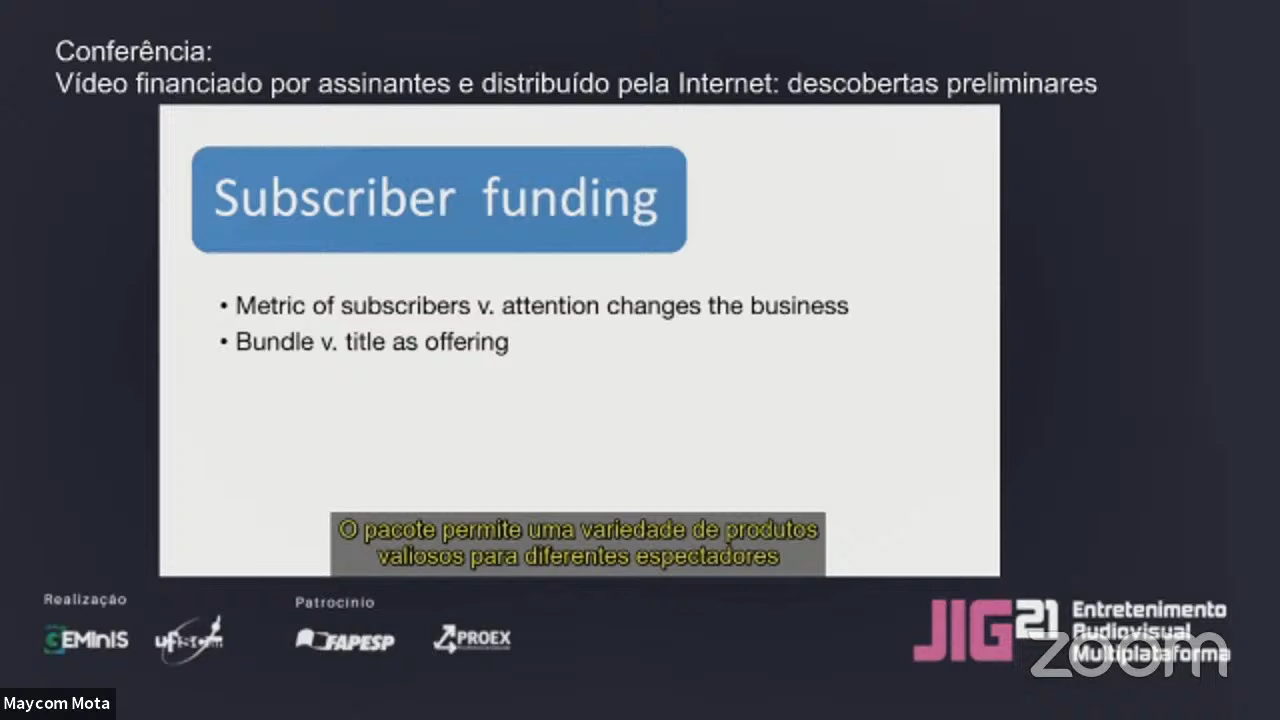 Conferência:
Vídeo financiado por assinantes e distribuído pela Internet: descobertas preliminares
Subscriber funding
• Metric of subscribers v. attention changes the business
• Bundle v. title as offering
O pacote permite uma variedade de produtos
valiosos para diferentes espectadores
Realização
GEMInIS
Patrocínio
FAPESP
PROEX
JIG21
Entretenimento
Audiovisual
Multiplataforma
zoom
Maycom Mota